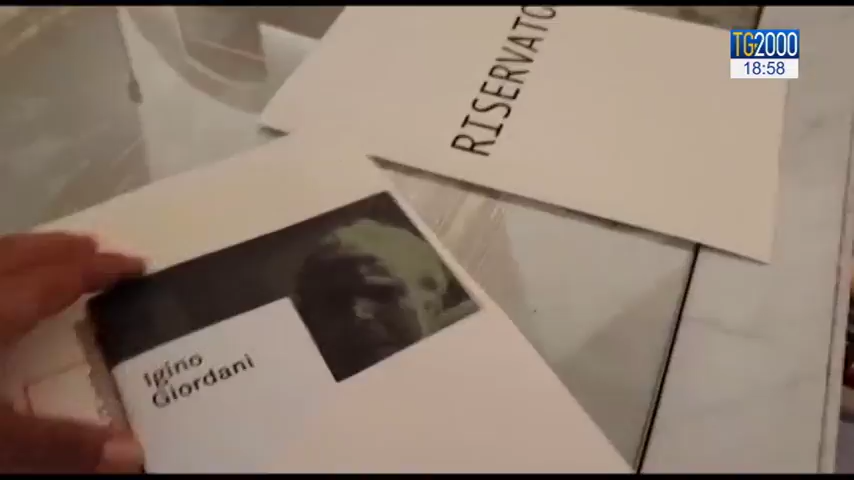 TG2000
18:58
RISERVATO
Igino
Giordani